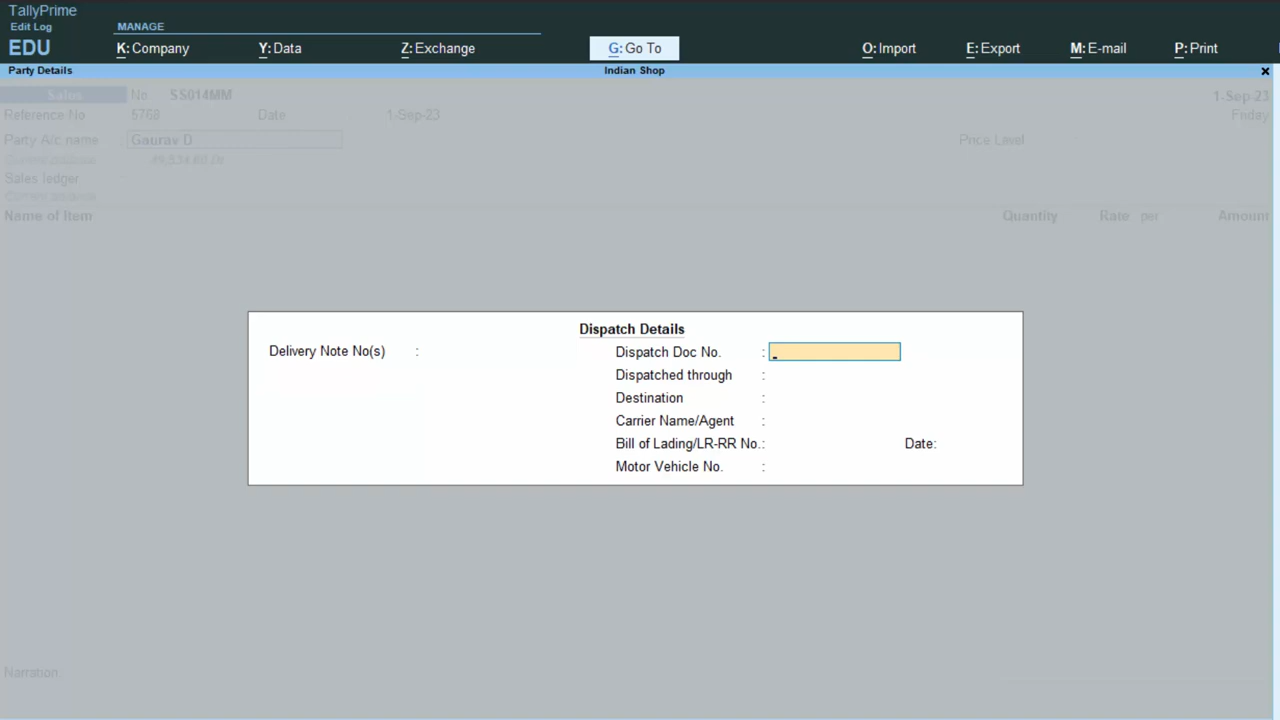 TallyPrime
Edit Log
EDU
MANAGE
K: Company
Y: Data
Z: Exchange
G: Go To
O: Import
E: Export
M: E-mail
P: Print
Party Details
Indian Shop
Sales
No
SS014MM
1-Sep-23
Reference No
5768
Date
1-Sep-23
Friday
Party A/c name
Gaurav D
Price Level
Sales ledger
Name of Item
Quantity
Rate
per
Amount
Dispatch Details
Delivery Note No(s) :
Dispatch Doc No. :
Dispatched through :
Destination :
Carrier Name/Agent :
Bill of Lading/LR-RR No.:
Date:
Motor Vehicle No. :
Narration: